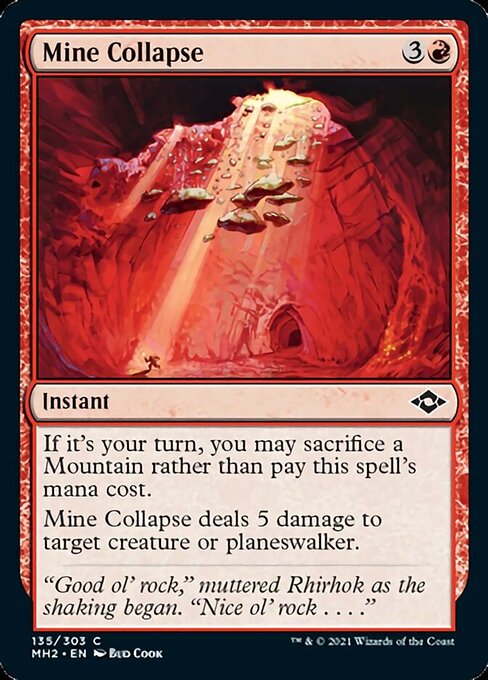 Mine Collapse 3
Instant
If it's your turn, you may sacrifice a
Mountain rather than pay this spell's
mana cost.
Mine Collapse deals 5 damage to
target creature or planeswalker.
“Good ol' rock,” muttered Rhirhok as the
shaking began. “Nice ol' rock . . . .”
135/303 C
MH2 • EN Bud Cook
™ & © 2021 Wizards of the Coast